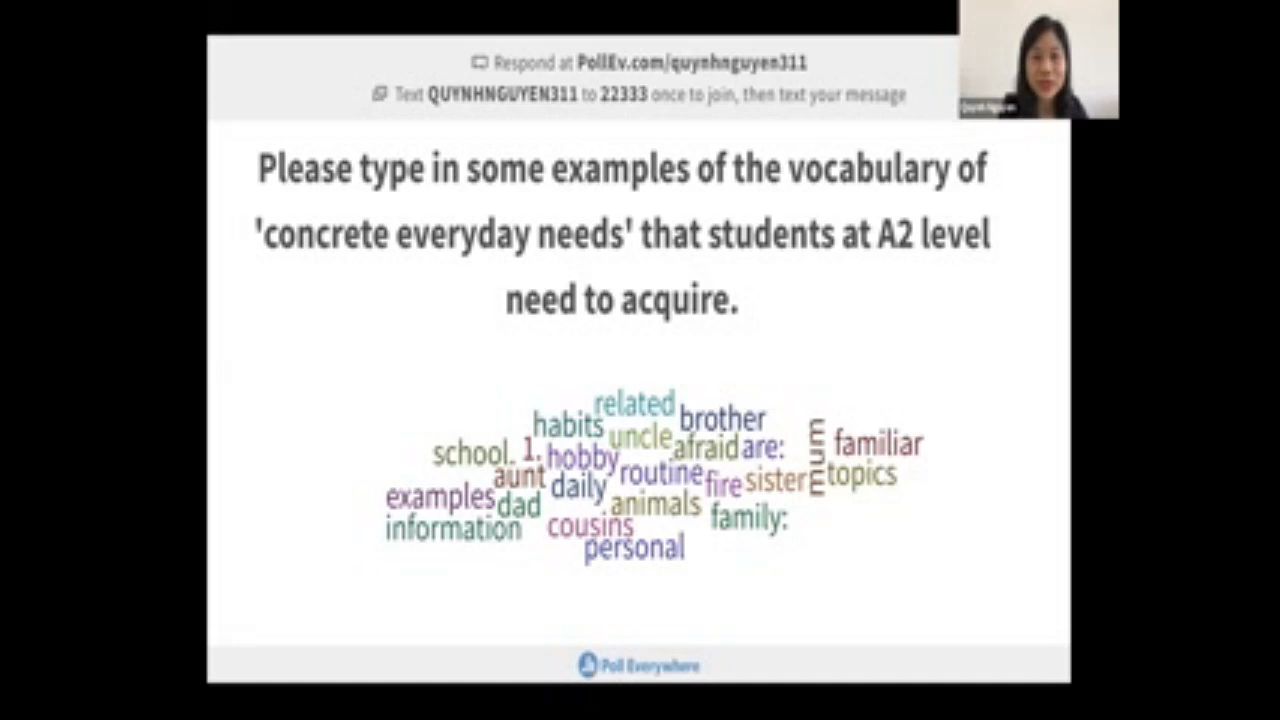 Respond at PollEv.com/quynhnguyen311
Text QUYNHNGUYEN311 to 22333 once to join, then text your message
Quynh Nguyen
Please type in some examples of the vocabulary of
'concrete everyday needs' that students at A2 level
need to acquire.
related
habits
brother
uncle
afraid
are:
mum
familiar
school.
1.
hobby
aunt
routine
fire
sister
topics
examples
dad
daily
.
animals
family:
information
cousins
personal
Poll Everywhere